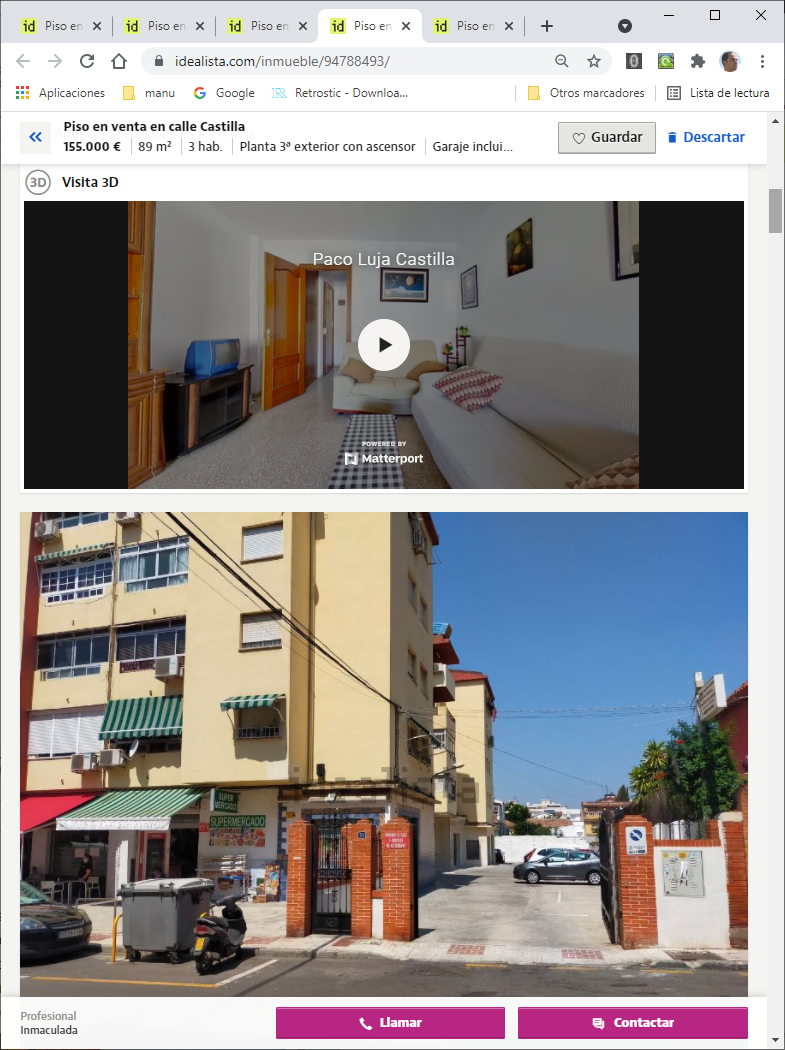 id Piso en
id Piso en
id Piso en
id Piso en
id Piso en
idealista.com/inmueble/94788493/
Aplicaciones manu Google Retrostic - Downloa... Otros marcadores Lista de lectura
Piso en venta en calle Castilla
155.000 € 89 m² 3 hab. Planta 3ª exterior con ascensor Garaje inclui...
Guardar Descartar
3D Visita 3D
Paco Luja Castilla
POWERED BY
Matterport
idealista
SUPER
MERCADO
SUPERMERCADO
Profesional
Inmaculada
Llamar
Contactar